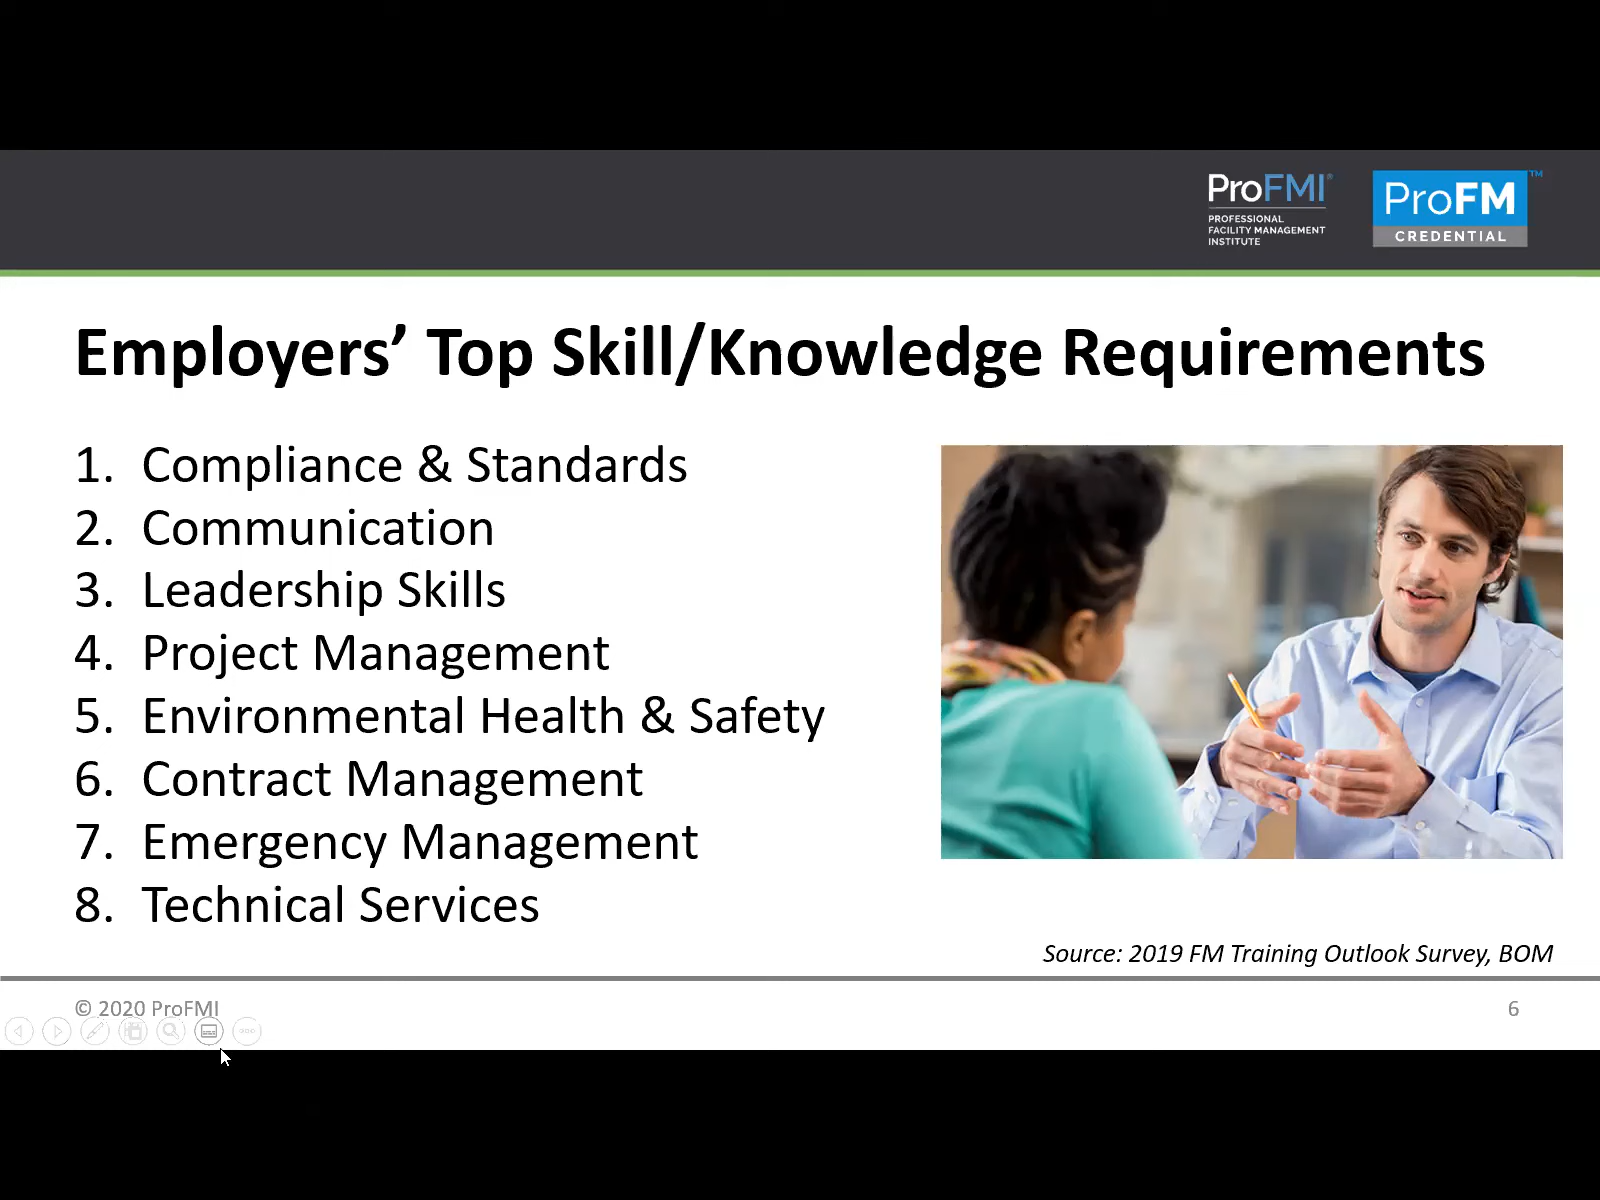 ProFMI®
PROFESSIONAL
FACILITY MANAGEMENT
INSTITUTE
ProFM™
CREDENTIAL
Employers’ Top Skill/Knowledge Requirements
1. Compliance & Standards
2. Communication
3. Leadership Skills
4. Project Management
5. Environmental Health & Safety
6. Contract Management
7. Emergency Management
8. Technical Services
Source: 2019 FM Training Outlook Survey, BOM
© 2020 ProFMI
6